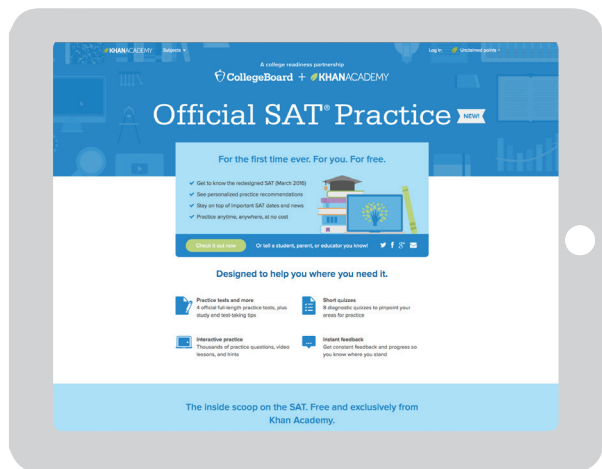 KHANACADEMY Subjects Log in Unclaimed points
A college readiness partnership
CollegeBoard + KHANACADEMY
Official SAT® Practice NEW!
For the first time ever. For you. For free.
Get to know the redesigned SAT (March 2016)
See personalized practice recommendations
Stay on top of important SAT dates and news
Practice anytime, anywhere, at no cost
Check it out now Or tell a student, parent, or educator you know!
Designed to help you where you need it.
Practice tests and more
4 official full-length practice tests, plus
study and test-taking tips
Short quizzes
8 diagnostic quizzes to pinpoint your
areas for practice
Interactive practice
Thousands of practice questions, video
lessons, and hints
Instant feedback
Get constant feedback and progress so
you know where you stand
The inside scoop on the SAT. Free and exclusively from
Khan Academy.